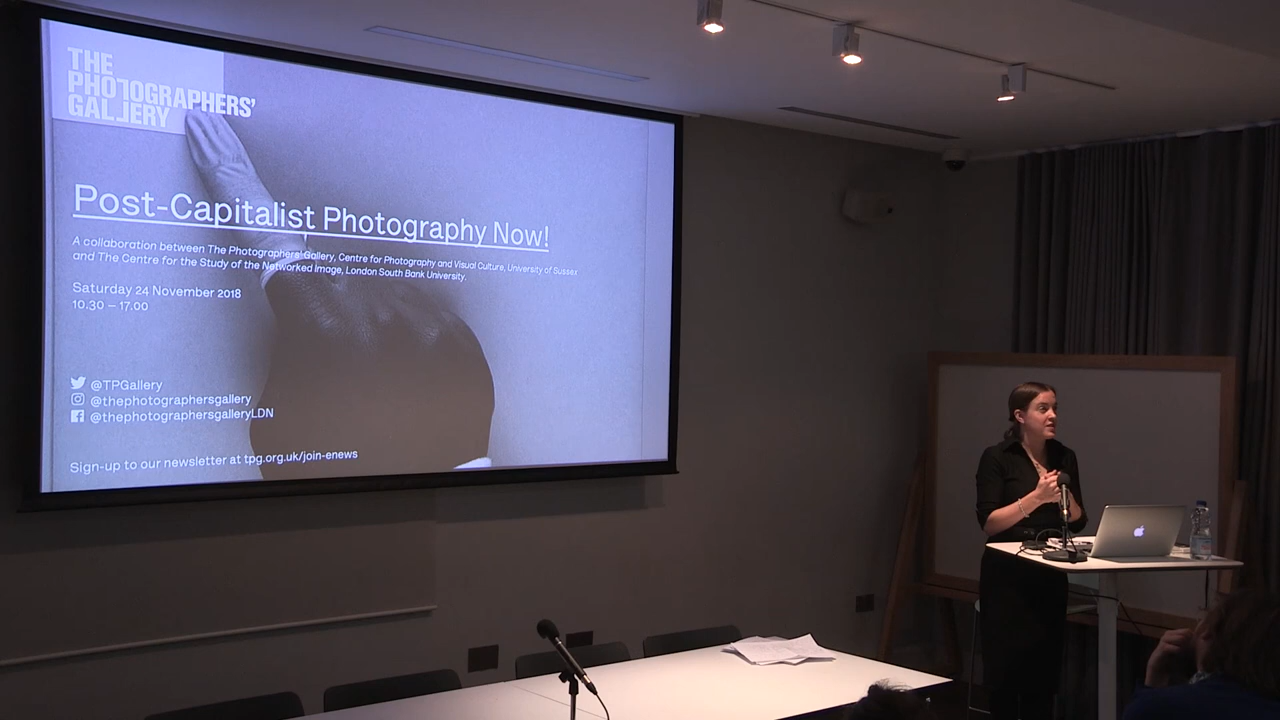 THE
PHOTOGRAPHERS'
GALLERY
Post-Capitalist Photography Now!
A collaboration between The Photographers' Gallery, Centre for Photography and Visual Culture, University of Sussex
and The Centre for the Study of the Networked Image, London South Bank University.
Saturday 24 November 2018
10.30 – 17.00
@TPGallery
@thephotographersgallery
@thephotographersgalleryLDN
Sign-up to our newsletter at tpg.org.uk/join-enews